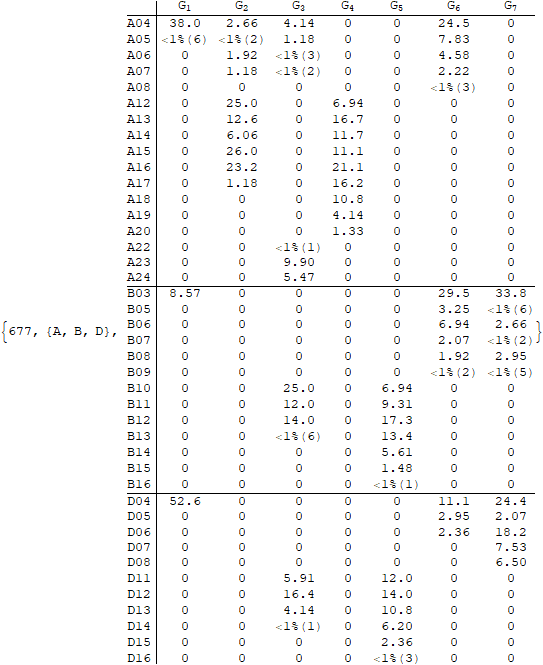 G₁ G₂ G₃ G₄ G₅ G₆ G₇
A04 38.0 2.66 4.14 0 0 24.5 0
A05 <1%(6) <1%(2) 1.18 0 0 7.83 0
A06 0 1.92 <1%(3) 0 0 4.58 0
A07 0 1.18 <1%(2) 0 0 2.22 0
A08 0 0 0 0 0 <1%(3) 0
A12 0 25.0 0 6.94 0 0 0
A13 0 12.6 0 16.7 0 0 0
A14 0 6.06 0 11.7 0 0 0
A15 0 26.0 0 11.1 0 0 0
A16 0 23.2 0 21.1 0 0 0
A17 0 1.18 0 16.2 0 0 0
A18 0 0 0 10.8 0 0 0
A19 0 0 0 4.14 0 0 0
A20 0 0 0 1.33 0 0 0
A22 0 0 <1%(1) 0 0 0 0
A23 0 0 9.90 0 0 0 0
A24 0 0 5.47 0 0 0 0
B03 8.57 0 0 0 0 29.5 33.8
B05 0 0 0 0 0 3.25 <1%(6)
{677, {A, B, D}, B06 0 0 0 0 0 6.94 2.66 }
B07 0 0 0 0 0 2.07 <1%(2)
B08 0 0 0 0 0 1.92 2.95
B09 0 0 0 0 0 <1%(2) <1%(5)
B10 0 0 25.0 0 6.94 0 0
B11 0 0 12.0 0 9.31 0 0
B12 0 0 14.0 0 17.3 0 0
B13 0 0 <1%(6) 0 13.4 0 0
B14 0 0 0 0 5.61 0 0
B15 0 0 0 0 1.48 0 0
B16 0 0 0 0 <1%(1) 0 0
D04 52.6 0 0 0 0 11.1 24.4
D05 0 0 0 0 0 2.95 2.07
D06 0 0 0 0 0 2.36 18.2
D07 0 0 0 0 0 0 7.53
D08 0 0 0 0 0 0 6.50
D11 0 0 5.91 0 12.0 0 0
D12 0 0 16.4 0 14.0 0 0
D13 0 0 4.14 0 10.8 0 0
D14 0 0 <1%(1) 0 6.20 0 0
D15 0 0 0 0 2.36 0 0
D16 0 0 0 0 <1%(3) 0 0